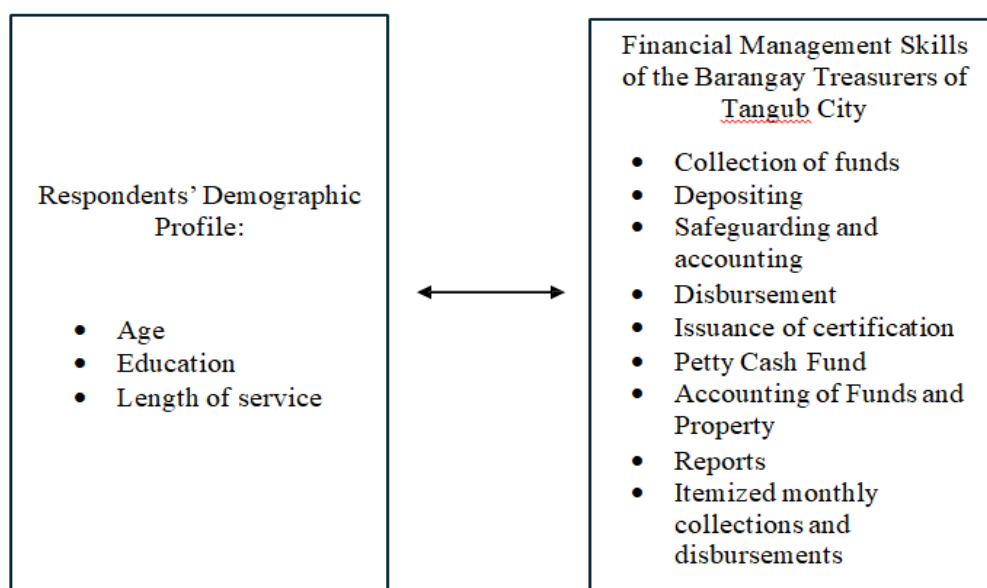 Respondents’ Demographic
Profile:
• Age
• Education
• Length of service
Financial Management Skills
of the Barangay Treasurers of
Tangub City
• Collection of funds
• Depositing
• Safeguarding and
accounting
• Disbursement
• Issuance of certification
• Petty Cash Fund
• Accounting of Funds and
Property
• Reports
• Itemized monthly
collections and
disbursements